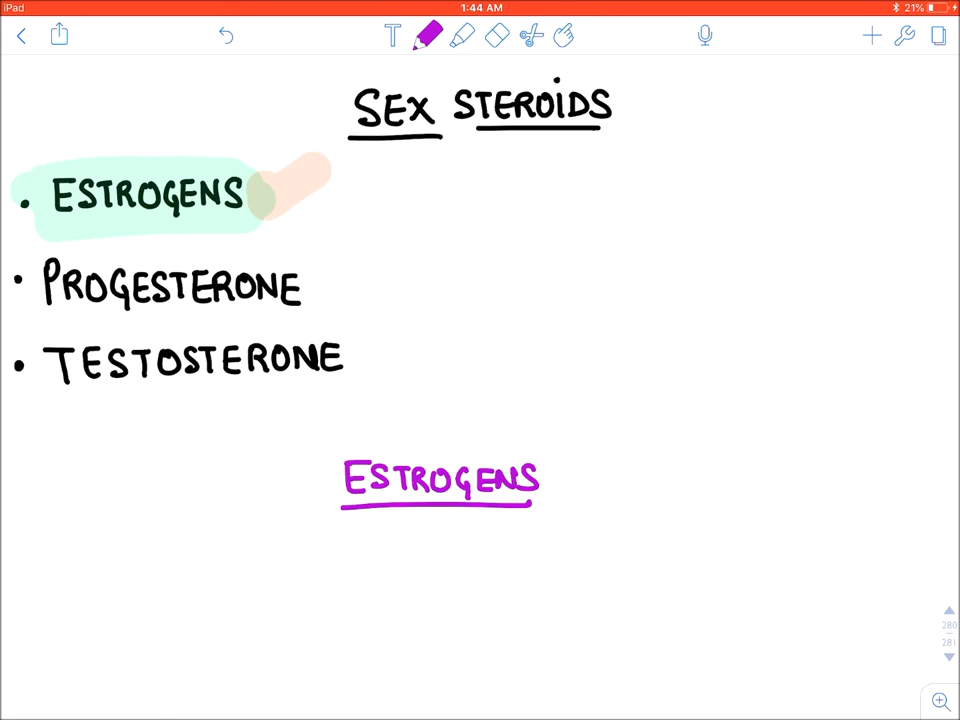 iPad 1:44 AM 21%
T
SEX STEROIDS
• ESTROGENS
• PROGESTERONE
• TESTOSTERONE
ESTROGENS
280
281